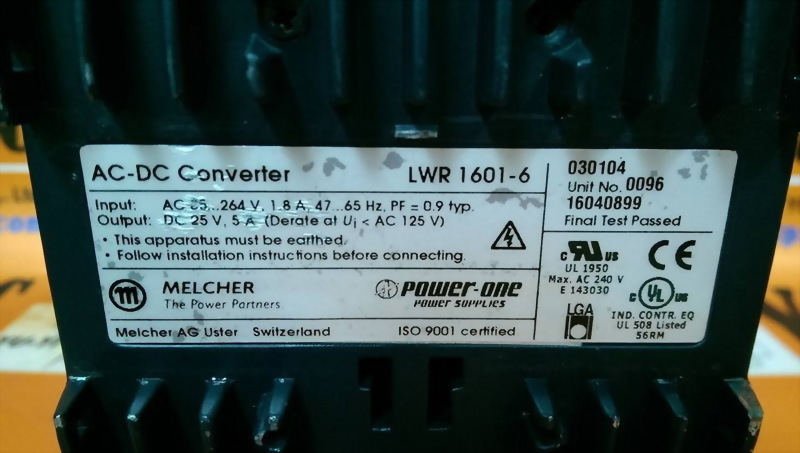 AC-DC Converter LWR 1601-6
Input: AC 85...264 V, 1.8 A, 47...65 Hz, PF = 0.9 typ.
Output: DC 25 V, 5 A (Derate at Ui < AC 125 V)
• This apparatus must be earthed.
• Follow installation instructions before connecting.
MELCHER
The Power Partners
POWER-ONE
POWER SUPPLIES
Melcher AG Uster Switzerland ISO 9001 certified
030104
Unit No. 0096
16040899
Final Test Passed
c RU us
UL 1950
Max. AC 240 V
E 143030
CE
LGA
c UL us
IND. CONTR. EQ
UL 508 Listed
56RM